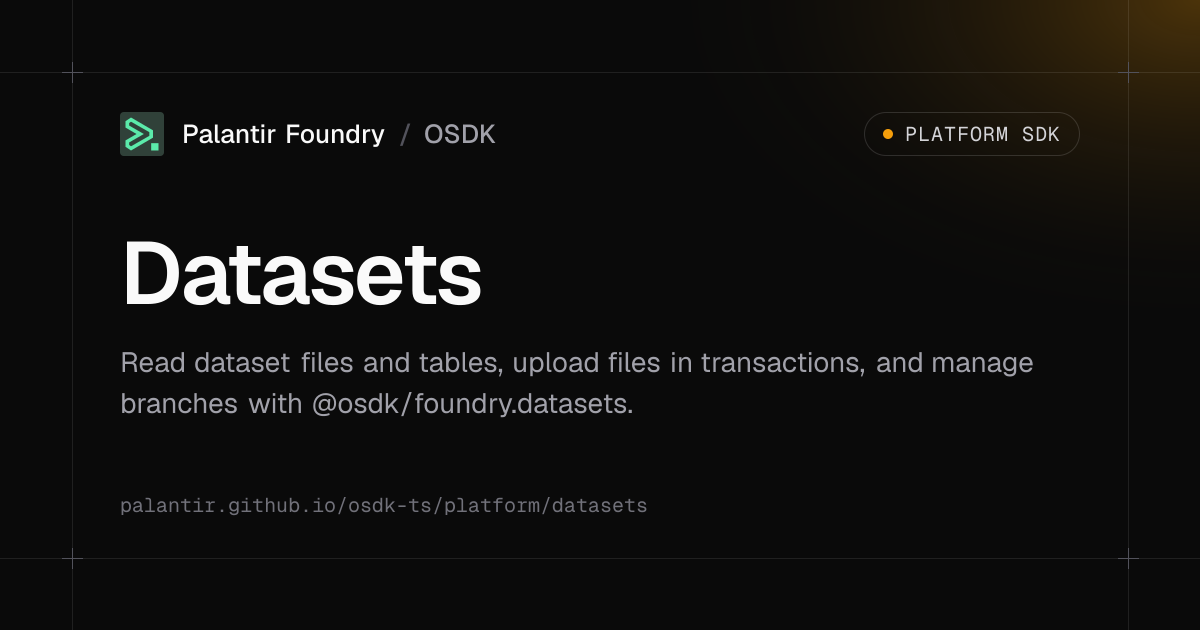 Palantir Foundry / OSDK
PLATFORM SDK
Datasets
Read dataset files and tables, upload files in transactions, and manage
branches with @osdk/foundry.datasets.
palantir.github.io/osdk-ts/platform/datasets